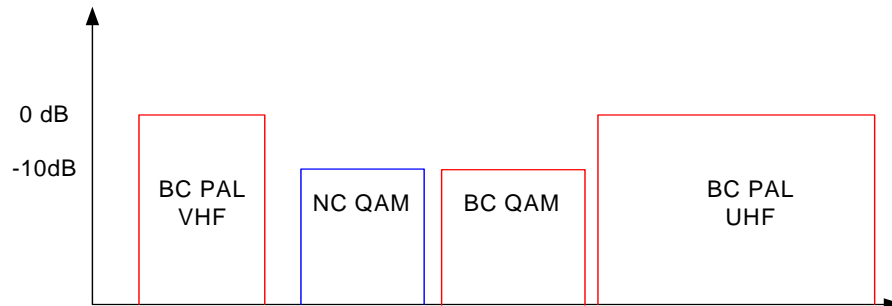 0 dB
-10dB
BC PAL
VHF
NC QAM
BC QAM
BC PAL
UHF